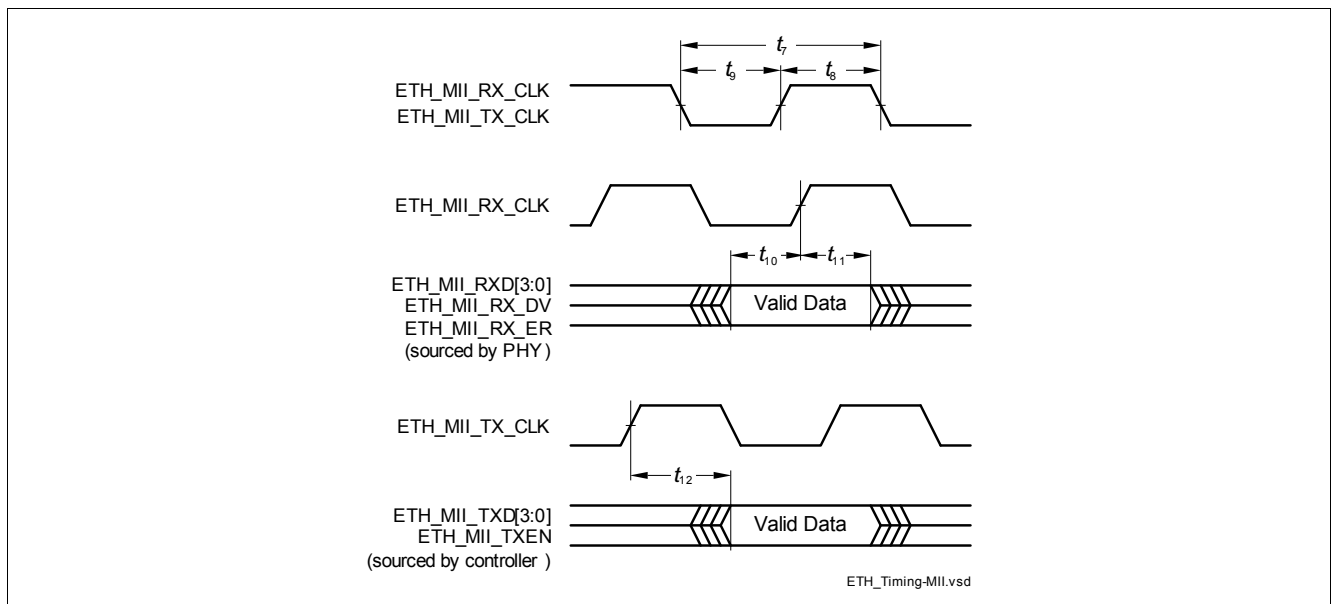 t7
t9
t8
ETH_MII_RX_CLK
ETH_MII_TX_CLK
ETH_MII_RX_CLK
t10
t11
ETH_MII_RXD[3:0]
ETH_MII_RX_DV
Valid Data
ETH_MII_RX_ER
(sourced by PHY )
ETH_MII_TX_CLK
t12
ETH_MII_TXD[3:0]
Valid Data
ETH_MII_TXEN
(sourced by controller )
ETH_Timing-MII.vsd